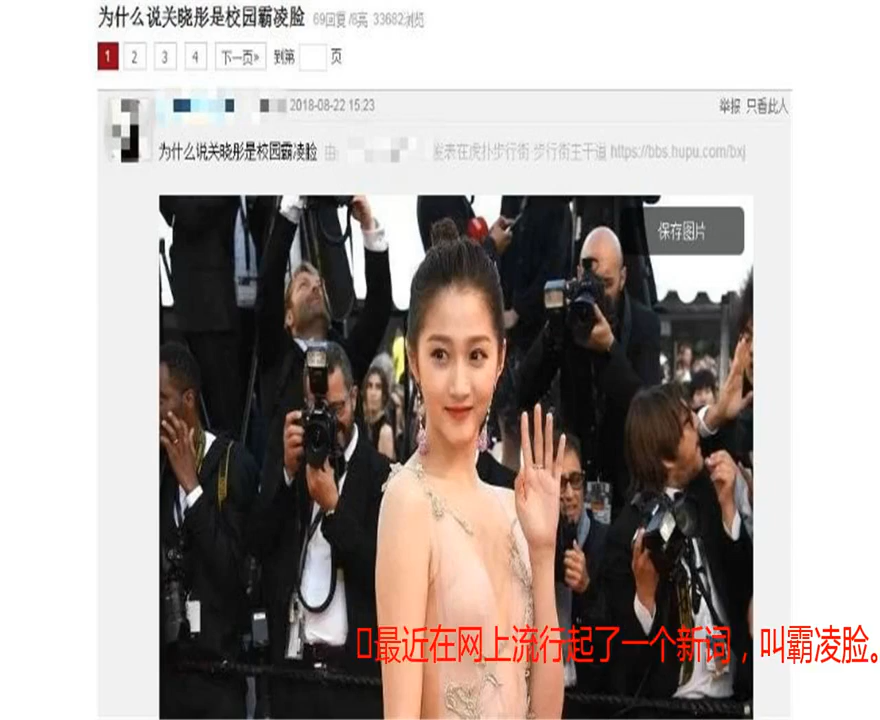 为什么说关晓彤是校园霸凌脸 69回复/8亮 33682浏览
1 2 3 4 下一页» 到第 页
2018-08-22 15:23 举报 只看此人
为什么说关晓彤是校园霸凌脸 由 发表在虎扑步行街·步行街主干道 https://bbs.hupu.com/bxj
保存图片
最近在网上流行起了一个新词，叫霸凌脸。